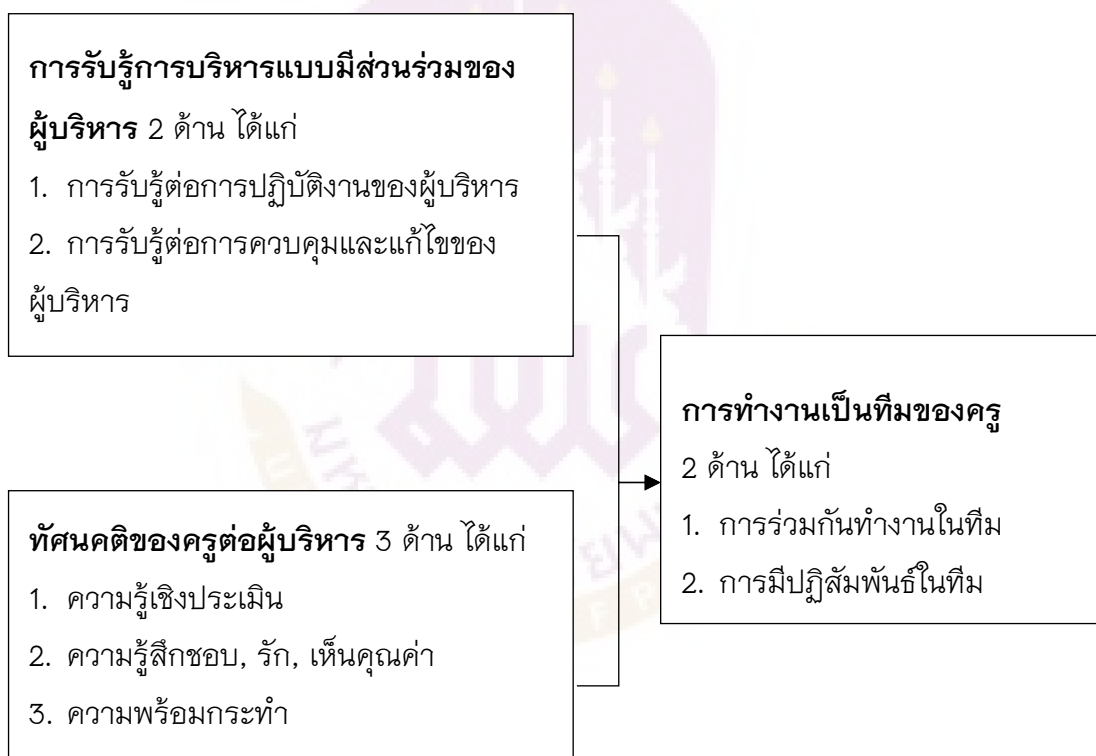 การรับรู้การบริหารแบบมีส่วนร่วมของ
ผู้บริหาร 2 ด้าน ได้แก่
1. การรับรู้ต่อการปฏิบัติงานของผู้บริหาร
2. การรับรู้ต่อการควบคุมและแก้ไขของ
ผู้บริหาร
ทัศนคติของครูต่อผู้บริหาร 3 ด้าน ได้แก่
1. ความรู้เชิงประเมิน
2. ความรู้สึกชอบ, รัก, เห็นคุณค่า
3. ความพร้อมกระทำ
การทำงานเป็นทีมของครู
2 ด้าน ได้แก่
1. การร่วมกันทำงานในทีม
2. การมีปฏิสัมพันธ์ในทีม